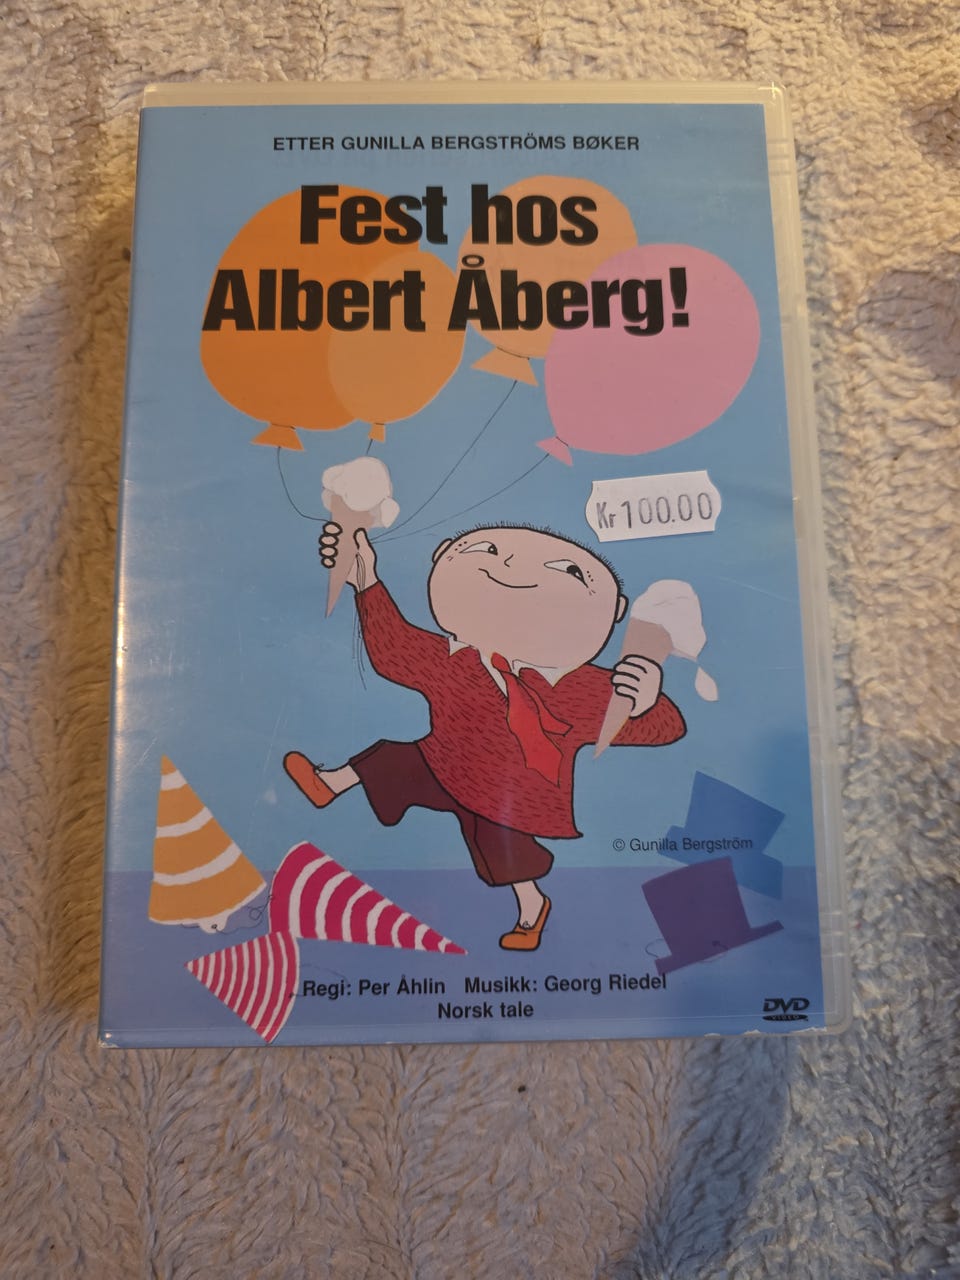 ETTER GUNILLA BERGSTRÖMS BØKER
Fest hos
Albert Åberg!
Kr 100.00
© Gunilla Bergström
Regi: Per Åhlin Musikk: Georg Riedel
Norsk tale
DVD
VIDEO